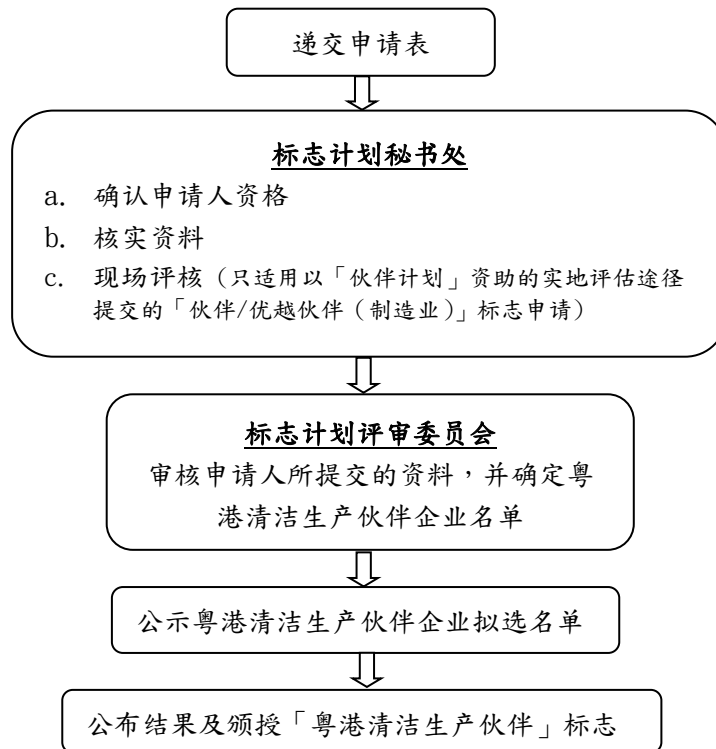 递交申请表
标志计划秘书处
a. 确认申请人资格
b. 核实资料
c. 现场评核（只适用以「伙伴计划」资助的实地评估途径
提交的「伙伴/优越伙伴（制造业）」标志申请）
标志计划评审委员会
审核申请人所提交的资料，并确定粤
港清洁生产伙伴企业名单
公示粤港清洁生产伙伴企业拟选名单
公布结果及颁授「粤港清洁生产伙伴」标志